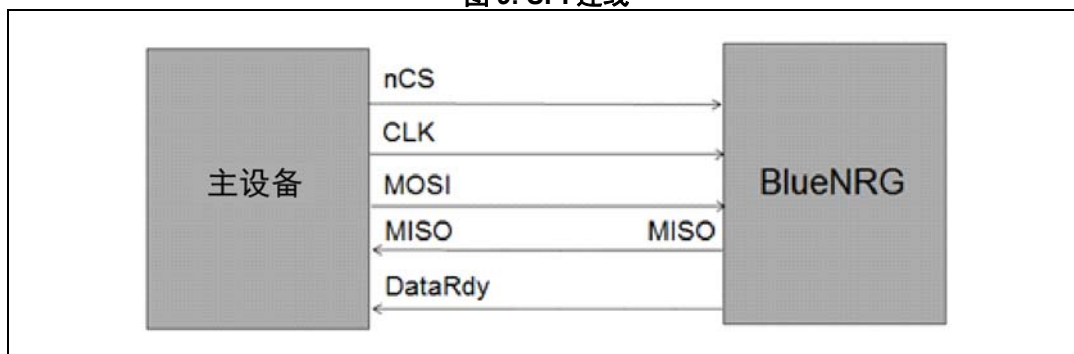 nCS
CLK
主设备
MOSI
BlueNRG
MISO
MISO
DataRdy